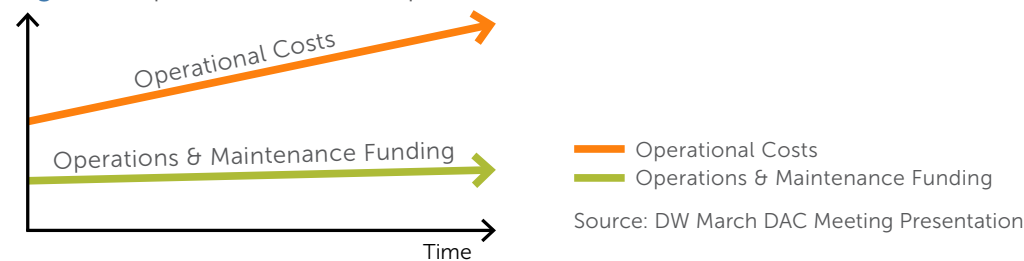 Operational Costs
Operations & Maintenance Funding
Time
Operational Costs
Operations & Maintenance Funding
Source: DW March DAC Meeting Presentation